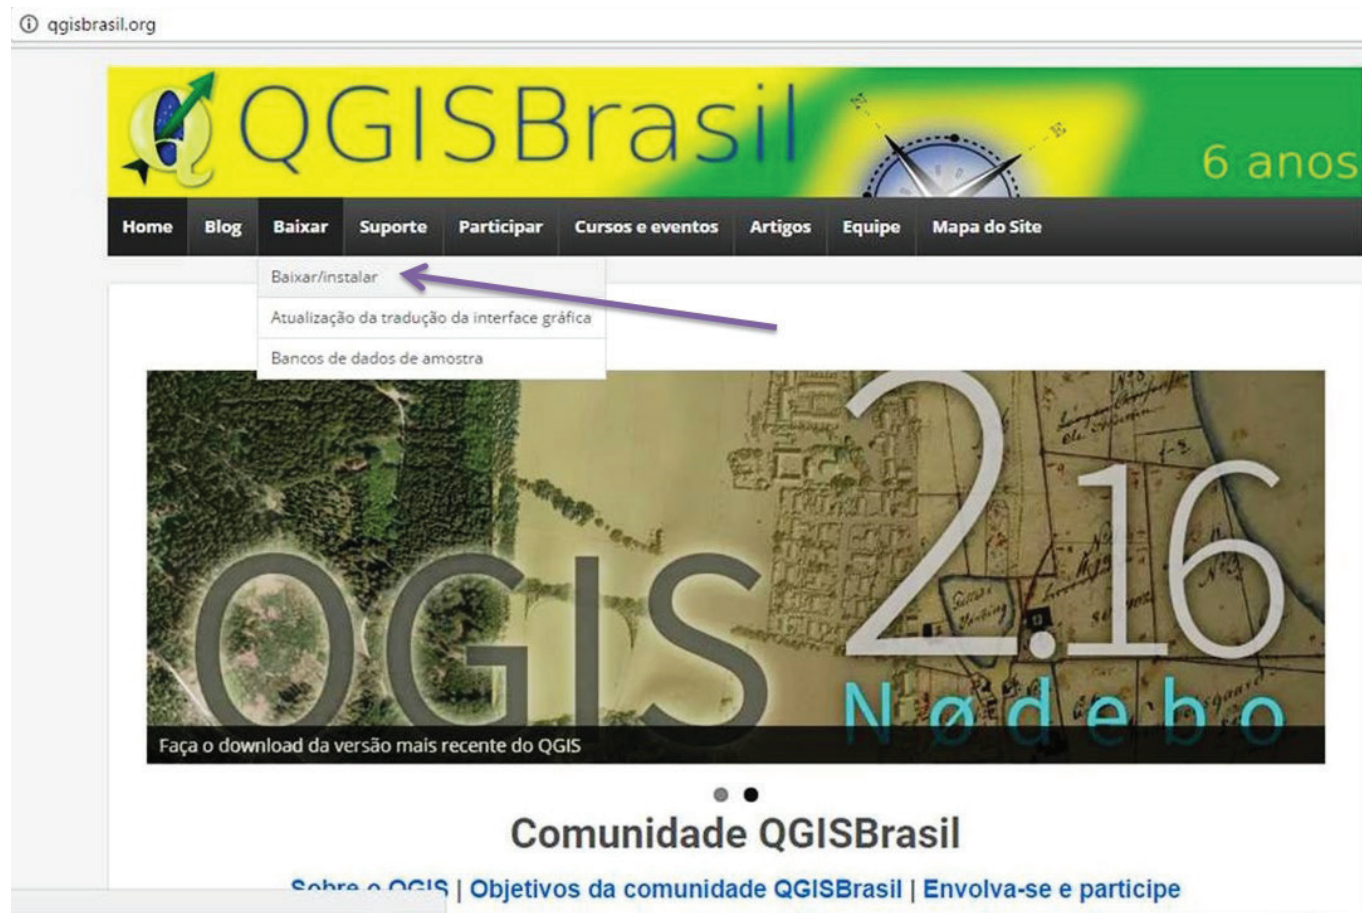 qgisbrasil.org
QGISBrasil
N
E
6 anos
Home Blog Baixar Suporte Participar Cursos e eventos Artigos Equipe Mapa do Site
Baixar/instalar
Atualização da tradução da interface gráfica
Bancos de dados de amostra
QGIS
2.16
Nødebo
Faça o download da versão mais recente do QGIS
Comunidade QGISBrasil
Sobre o QGIS | Objetivos da comunidade QGISBrasil | Envolva-se e participe